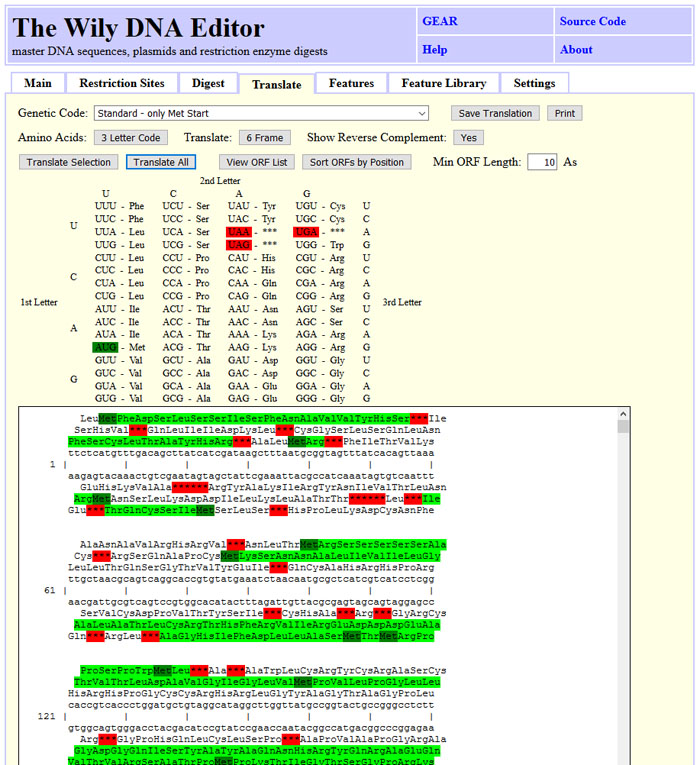 The Wily DNA Editor
master DNA sequences, plasmids and restriction enzyme digests
GEAR Source Code
Help About
Main Restriction Sites Digest Translate Features Feature Library Settings
Genetic Code: Standard - only Met Start Save Translation Print
Amino Acids: 3 Letter Code Translate: 6 Frame Show Reverse Complement: Yes
Translate Selection Translate All View ORF List Sort ORFs by Position Min ORF Length: 10 As
2nd Letter
U C A G
UUU - Phe UCU - Ser UAU - Tyr UGU - Cys U
U UUC - Phe UCC - Ser UAC - Tyr UGC - Cys C
UUA - Leu UCA - Ser UAA - *** UGA - *** A
UUG - Leu UCG - Ser UAG - *** UGG - Trp G
CUU - Leu CCU - Pro CAU - His CGU - Arg U
C CUC - Leu CCC - Pro CAC - His CGC - Arg C
CUA - Leu CCA - Pro CAA - Gln CGA - Arg A
CUG - Leu CCG - Pro CAG - Gln CGG - Arg G
1st Letter AUU - Ile ACU - Thr AAU - Asn AGU - Ser U 3rd Letter
A AUC - Ile ACC - Thr AAC - Asn AGC - Ser C
AUA - Ile ACA - Thr AAA - Lys AGA - Arg A
AUG - Met ACG - Thr AAG - Lys AGG - Arg G
GUU - Val GCU - Ala GAU - Asp GGU - Gly U
G GUC - Val GCC - Ala GAC - Asp GGC - Gly C
GUA - Val GCA - Ala GAA - Glu GGA - Gly A
GUG - Val GCG - Ala GAG - Glu GGG - Gly G
LeuMetPheAspSerLeuSerSerIleSerPheAsnAlaValValTyrHisSer***Ile
SerHisVal***GlnLeuIleIleAspLysLeu***CysGlySerLeuSerGlnLeuAsn
PheSerCysLeuThrAlaTyrHisArg***AlaLeuMetArg***PheIleThrValLys
ttctcatgtttgacagcttatcatcgataagctttaatgcggtagtttatcacagttaaa
1 | | | | | | |
aagagtacaaactgtcgaatagtagctattcgaaattacgccatcaaatagtgtcaattt
GluHisLysValAla******ArgTyrAlaLysIleArgTyrAsnIleValThrLeuAsn
ArgMetAsnSerLeuLysAspAspIleLeuLysLeuAlaThrThr******Leu***Ile
Glu***ThrGlnCysSerIleMetSerLeuSer***HisProLeuLysAspCysAsnPhe
AlaAsnAlaValArgHisArgVal***AsnLeuThrMetArgSerSerSerSerSerAla
Cys***ArgSerGlnAlaProCysMetLysSerAsnAsnAlaLeuIleValIleLeuGly
LeuLeuThrGlnSerGlyThrValTyrGluIle***GlnCysAlaHisArgHisProArg
ttgctaacgcagtcaggcaccgtgtatgaaatctaacaatgcgctcatcgtcatcctcgg
61 | | | | | | |
aacgattgcgtcagtccgtggcacatactttagattgttacgcgagtagcagtaggagcc
SerValCysAspProValThrTyrSerIle***CysHisAla***Arg***GlyArgCys
AlaLeuAlaThrLeuCysArgThrHisPheArgValIleArgGluAspAspAspGluAla
Gln***ArgLeu***AlaGlyHisIlePheAspLeuLeuAlaSerMetThrMetArgPro
ProSerProTrpMetLeu***Ala***AlaTrpLeuCysArgTyrCysArgAlaSerCys
ThrValThrLeuAspAlaValGlyIleGlyLeuValMetProValLeuProGlyLeuLeu
HisArgHisProGlyCysCysArgHisArgLeuGlyTyrAlaGlyThrAlaGlyProLeu
caccgtcaccctggatgctgtaggcataggcttggttatgccggtactgccgggcctctt
121 | | | | | | |
gtggcagtgggacctacgacatccgtatccgaaccaatacggccatgacggcccggagaa
Arg***GlyProHisGlnLeuCysLeuSerPro***AlaProValAlaProGlyArgAla
GlyAspGlyGlnIleSerTyrAlaTyrAlaGlnAsnHisArgTyrGlnArgAlaGluGln
ValThrValArgSerAlaThrProMetProLysThrIleGlyThrSerGlyProArgLys